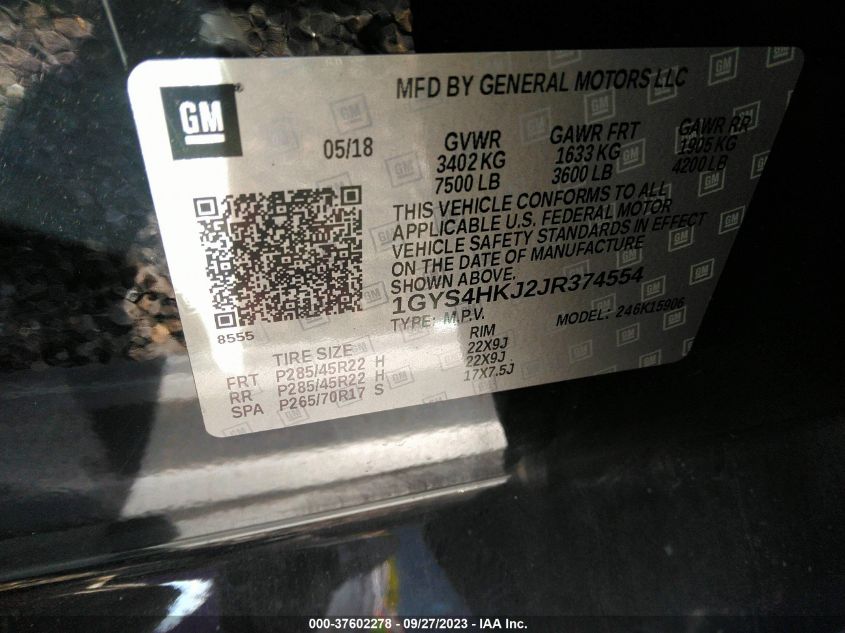 GM
MFD BY GENERAL MOTORS LLC
05/18
GVWR GAWR FRT GAWR RR
3402 KG 1633 KG 1905 KG
7500 LB 3600 LB 4200 LB
THIS VEHICLE CONFORMS TO ALL
APPLICABLE U.S. FEDERAL MOTOR
VEHICLE SAFETY STANDARDS IN EFFECT
ON THE DATE OF MANUFACTURE
SHOWN ABOVE.
1GYS4HKJ2JR374554
TYPE: M.P.V. MODEL: 246K15906
8555
TIRE SIZE RIM
FRT P285/45R22 H 22X9J
RR P285/45R22 H 22X9J
SPA P265/70R17 S 17X7.5J
000-37602278 - 09/27/2023 - IAA Inc.